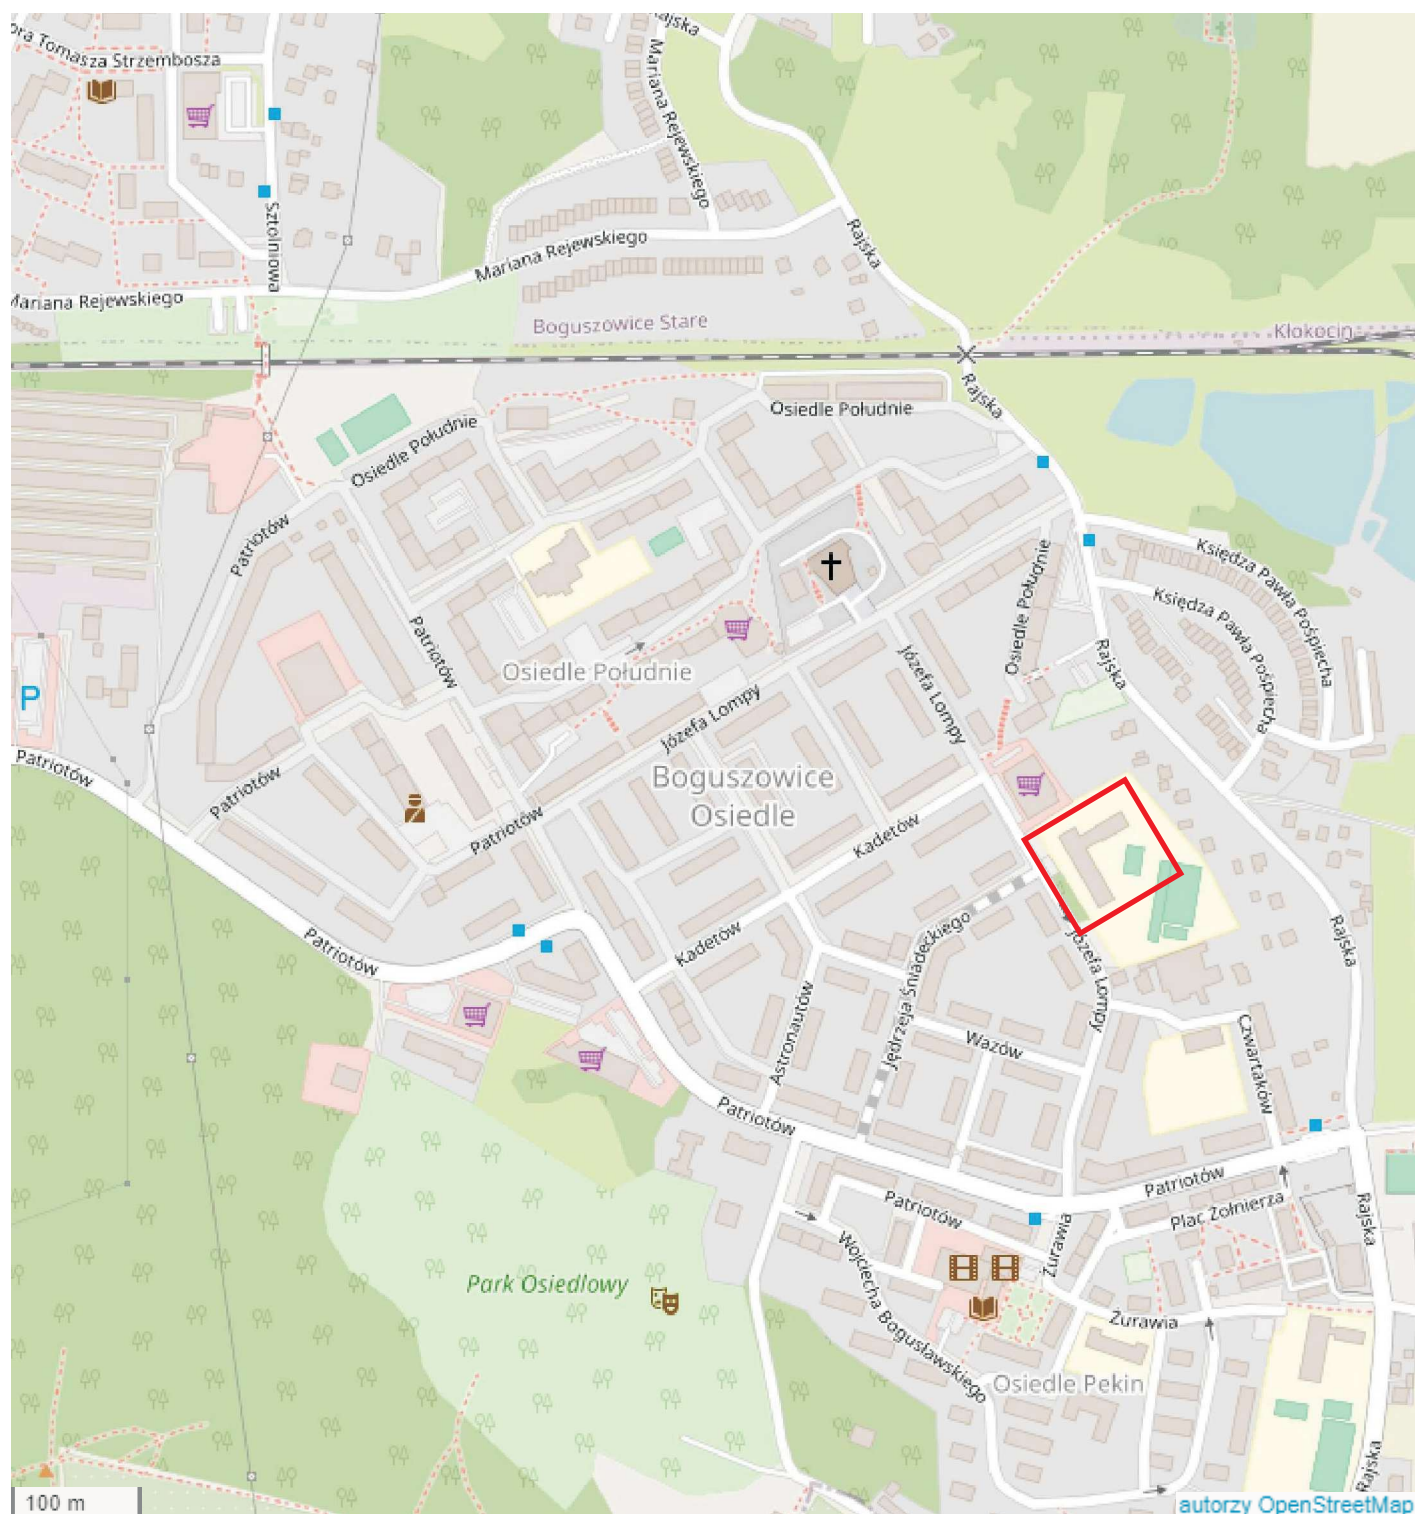 ajska
ora Tomasza Strzembosza
Mariana Rejewskiego
Sztolniowa
Rajska
Mariana Rejewskiego
Mariana Rejewskiego
Boguszowice Stare
Kłokocin
Rajska
Osiedle Południe
Osiedle Południe
Patriotów
Księdza Pawła Pośpiecha
Osiedle Południe
Księdza Pawła Pośpiecha
Patriotów
Józefa Lompy
Rajska
Osiedle Południe
P
Józefa Lompy
Patriotów
Boguszowice
Osiedle
Patriotów
Patriotów
Kadetów
Patriotów
Kadetów
Jędrzeja Śniadeckiego
Józefa Lompy
Rajska
Astronautów
Wazów
Czwartaków
Patriotów
Patriotów
Patriotów
Plac Żołnierza
Rajska
Żurawia
Wojciecha Bogusławskiego
Park Osiedlowy
Żurawia
Osiedle Pekin
Rajska
100 m
autorzy OpenStreetMap